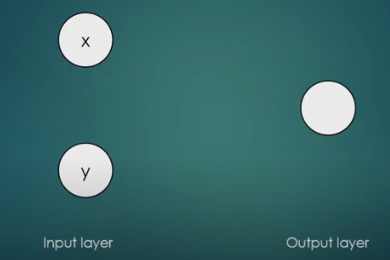 x
y
Input layer
Output layer